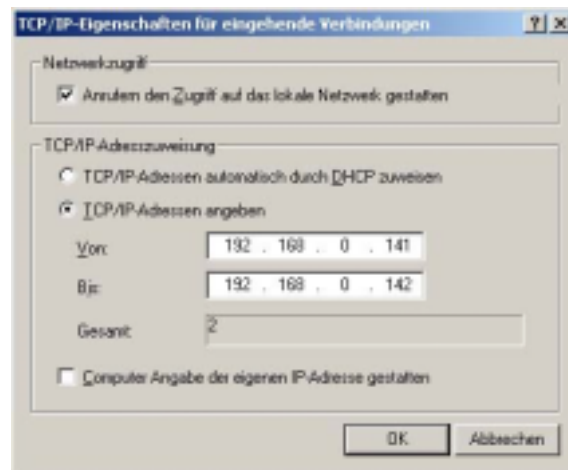 TCP/IP-Eigenschaften für eingehende Verbindungen
Netzwerkzugriff
Anrufern den Zugriff auf das lokale Netzwerk gestatten
TCP/IP-Adresszuweisung
TCP/IP-Adressen automatisch durch DHCP zuweisen
TCP/IP-Adressen angeben
Von: 192 . 168 . 0 . 141
Bis: 192 . 168 . 0 . 142
Gesamt: 2
Computer Angabe der eigenen IP-Adresse gestatten
OK Abbrechen